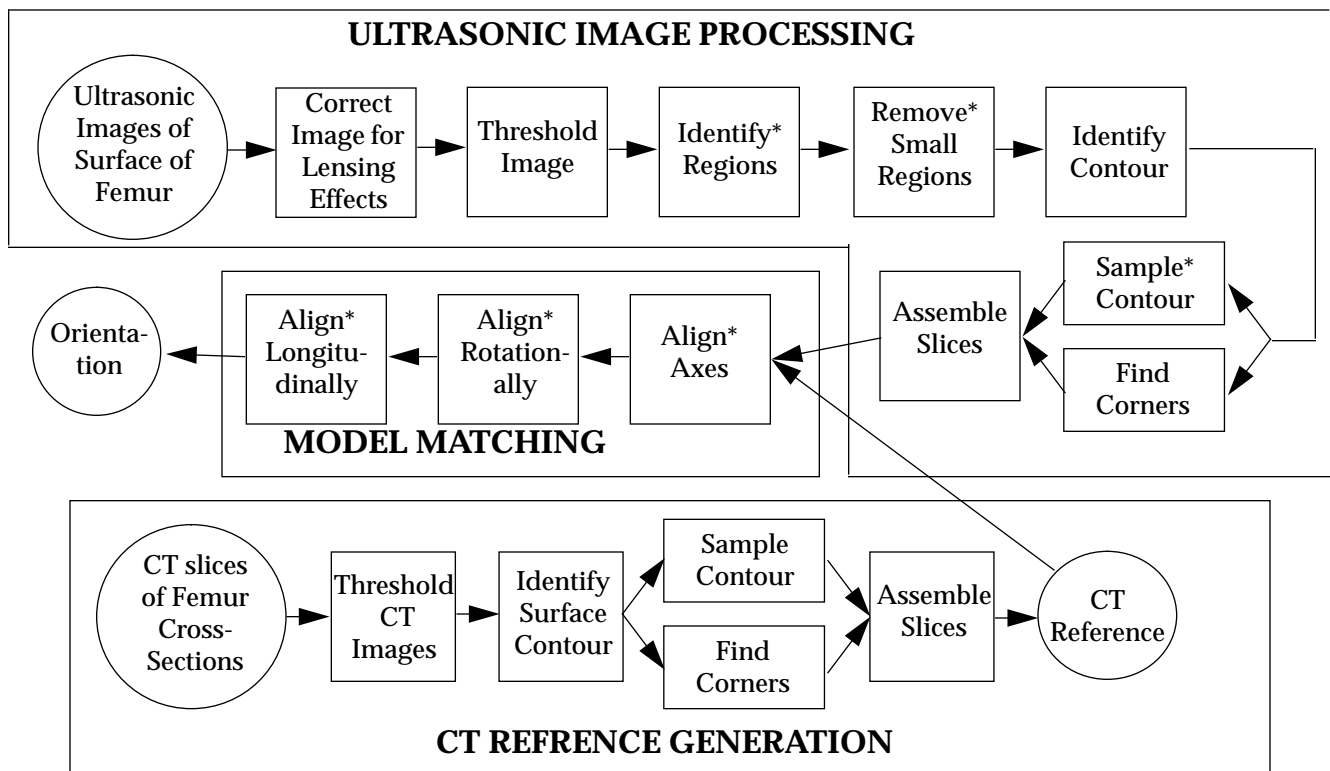 ULTRASONIC IMAGE PROCESSING
Ultrasonic
Images of
Surface of
Femur
Correct
Image for
Lensing
Effects
Threshold
Image
Identify*
Regions
Remove*
Small
Regions
Identify
Contour
Sample*
Contour
Find
Corners
Assemble
Slices
Align*
Axes
Align*
Rotation-
ally
Align*
Longitu-
dinally
Orienta-
tion
MODEL MATCHING
CT slices
of Femur
Cross-
Sections
Threshold
CT
Images
Identify
Surface
Contour
Sample
Contour
Find
Corners
Assemble
Slices
CT
Reference
CT REFRENCE GENERATION